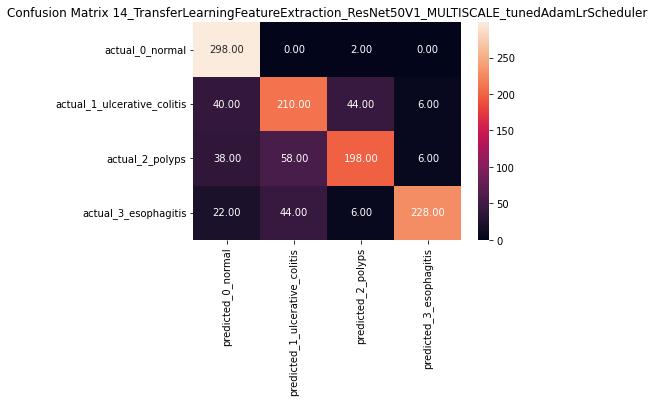 Confusion Matrix 14_TransferLearningFeatureExtraction_ResNet50V1_MULTISCALE_tunedAdamLrScheduler
actual_0_normal 298.00 0.00 2.00 0.00
actual_1_ulcerative_colitis 40.00 210.00 44.00 6.00
actual_2_polyps 38.00 58.00 198.00 6.00
actual_3_esophagitis 22.00 44.00 6.00 228.00
predicted_0_normal
predicted_1_ulcerative_colitis
predicted_2_polyps
predicted_3_esophagitis
250
200
150
100
50
0